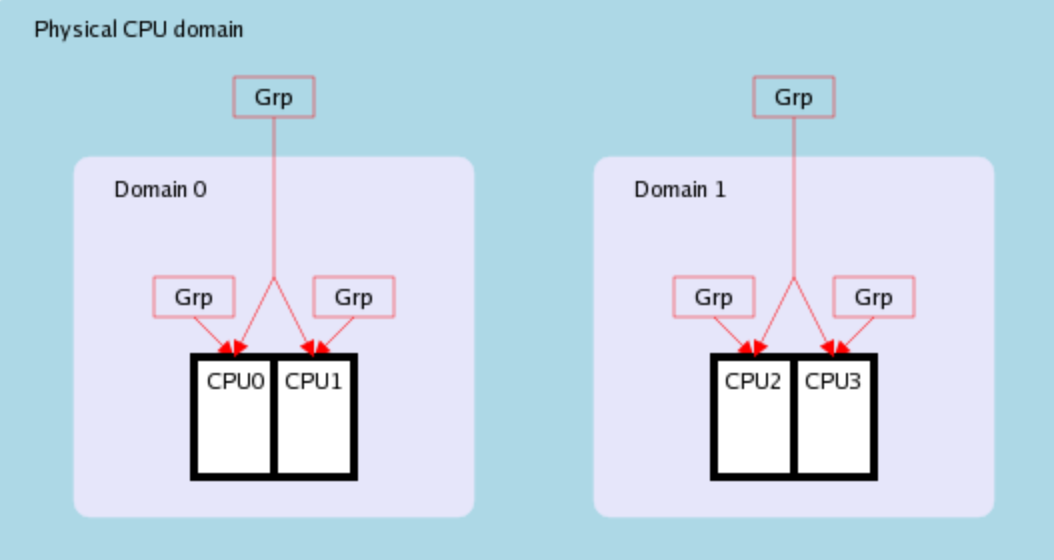 Physical CPU domain
Grp
Grp
Domain 0
Domain 1
Grp
Grp
Grp
Grp
CPU0
CPU1
CPU2
CPU3